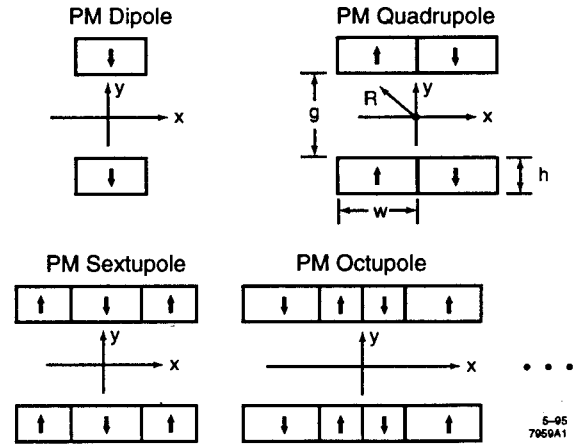 PM Dipole
y
x
PM Quadrupole
R
y
x
g
h
w
PM Sextupole
y
x
PM Octupole
y
x
5–95
7959A1